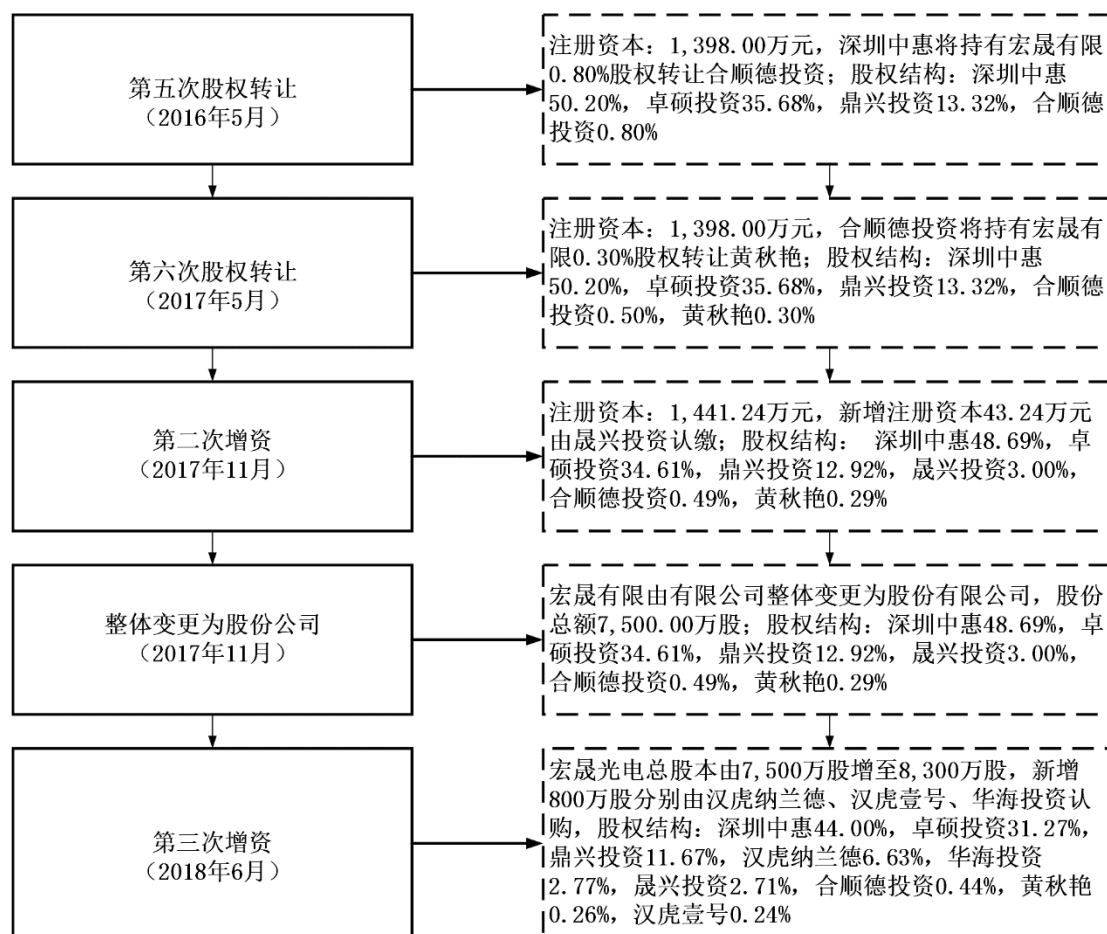 第五次股权转让
（2016年5月）
注册资本：1,398.00万元，深圳中惠将持有宏晟有限
0.80%股权转让合顺德投资；股权结构：深圳中惠
50.20%，卓硕投资35.68%，鼎兴投资13.32%，合顺德
投资0.80%
第六次股权转让
（2017年5月）
注册资本：1,398.00万元，合顺德投资将持有宏晟有
限0.30%股权转让黄秋艳；股权结构：深圳中惠
50.20%，卓硕投资35.68%，鼎兴投资13.32%，合顺德
投资0.50%，黄秋艳0.30%
第二次增资
（2017年11月）
注册资本：1,441.24万元，新增注册资本43.24万元
由晟兴投资认缴；股权结构： 深圳中惠48.69%，卓
硕投资34.61%，鼎兴投资12.92%，晟兴投资3.00%，
合顺德投资0.49%，黄秋艳0.29%
整体变更为股份公司
（2017年11月）
宏晟有限由有限公司整体变更为股份有限公司，股份
总额7,500.00万股；股权结构：深圳中惠48.69%，卓
硕投资34.61%，鼎兴投资12.92%，晟兴投资3.00%，
合顺德投资0.49%，黄秋艳0.29%
第三次增资
（2018年6月）
宏晟光电总股本由7,500万股增至8,300万股，新增
800万股分别由汉虎纳兰德、汉虎壹号、华海投资认
购，股权结构：深圳中惠44.00%，卓硕投资31.27%，
鼎兴投资11.67%，汉虎纳兰德6.63%，华海投资
2.77%，晟兴投资2.71%，合顺德投资0.44%，黄秋艳
0.26%，汉虎壹号0.24%